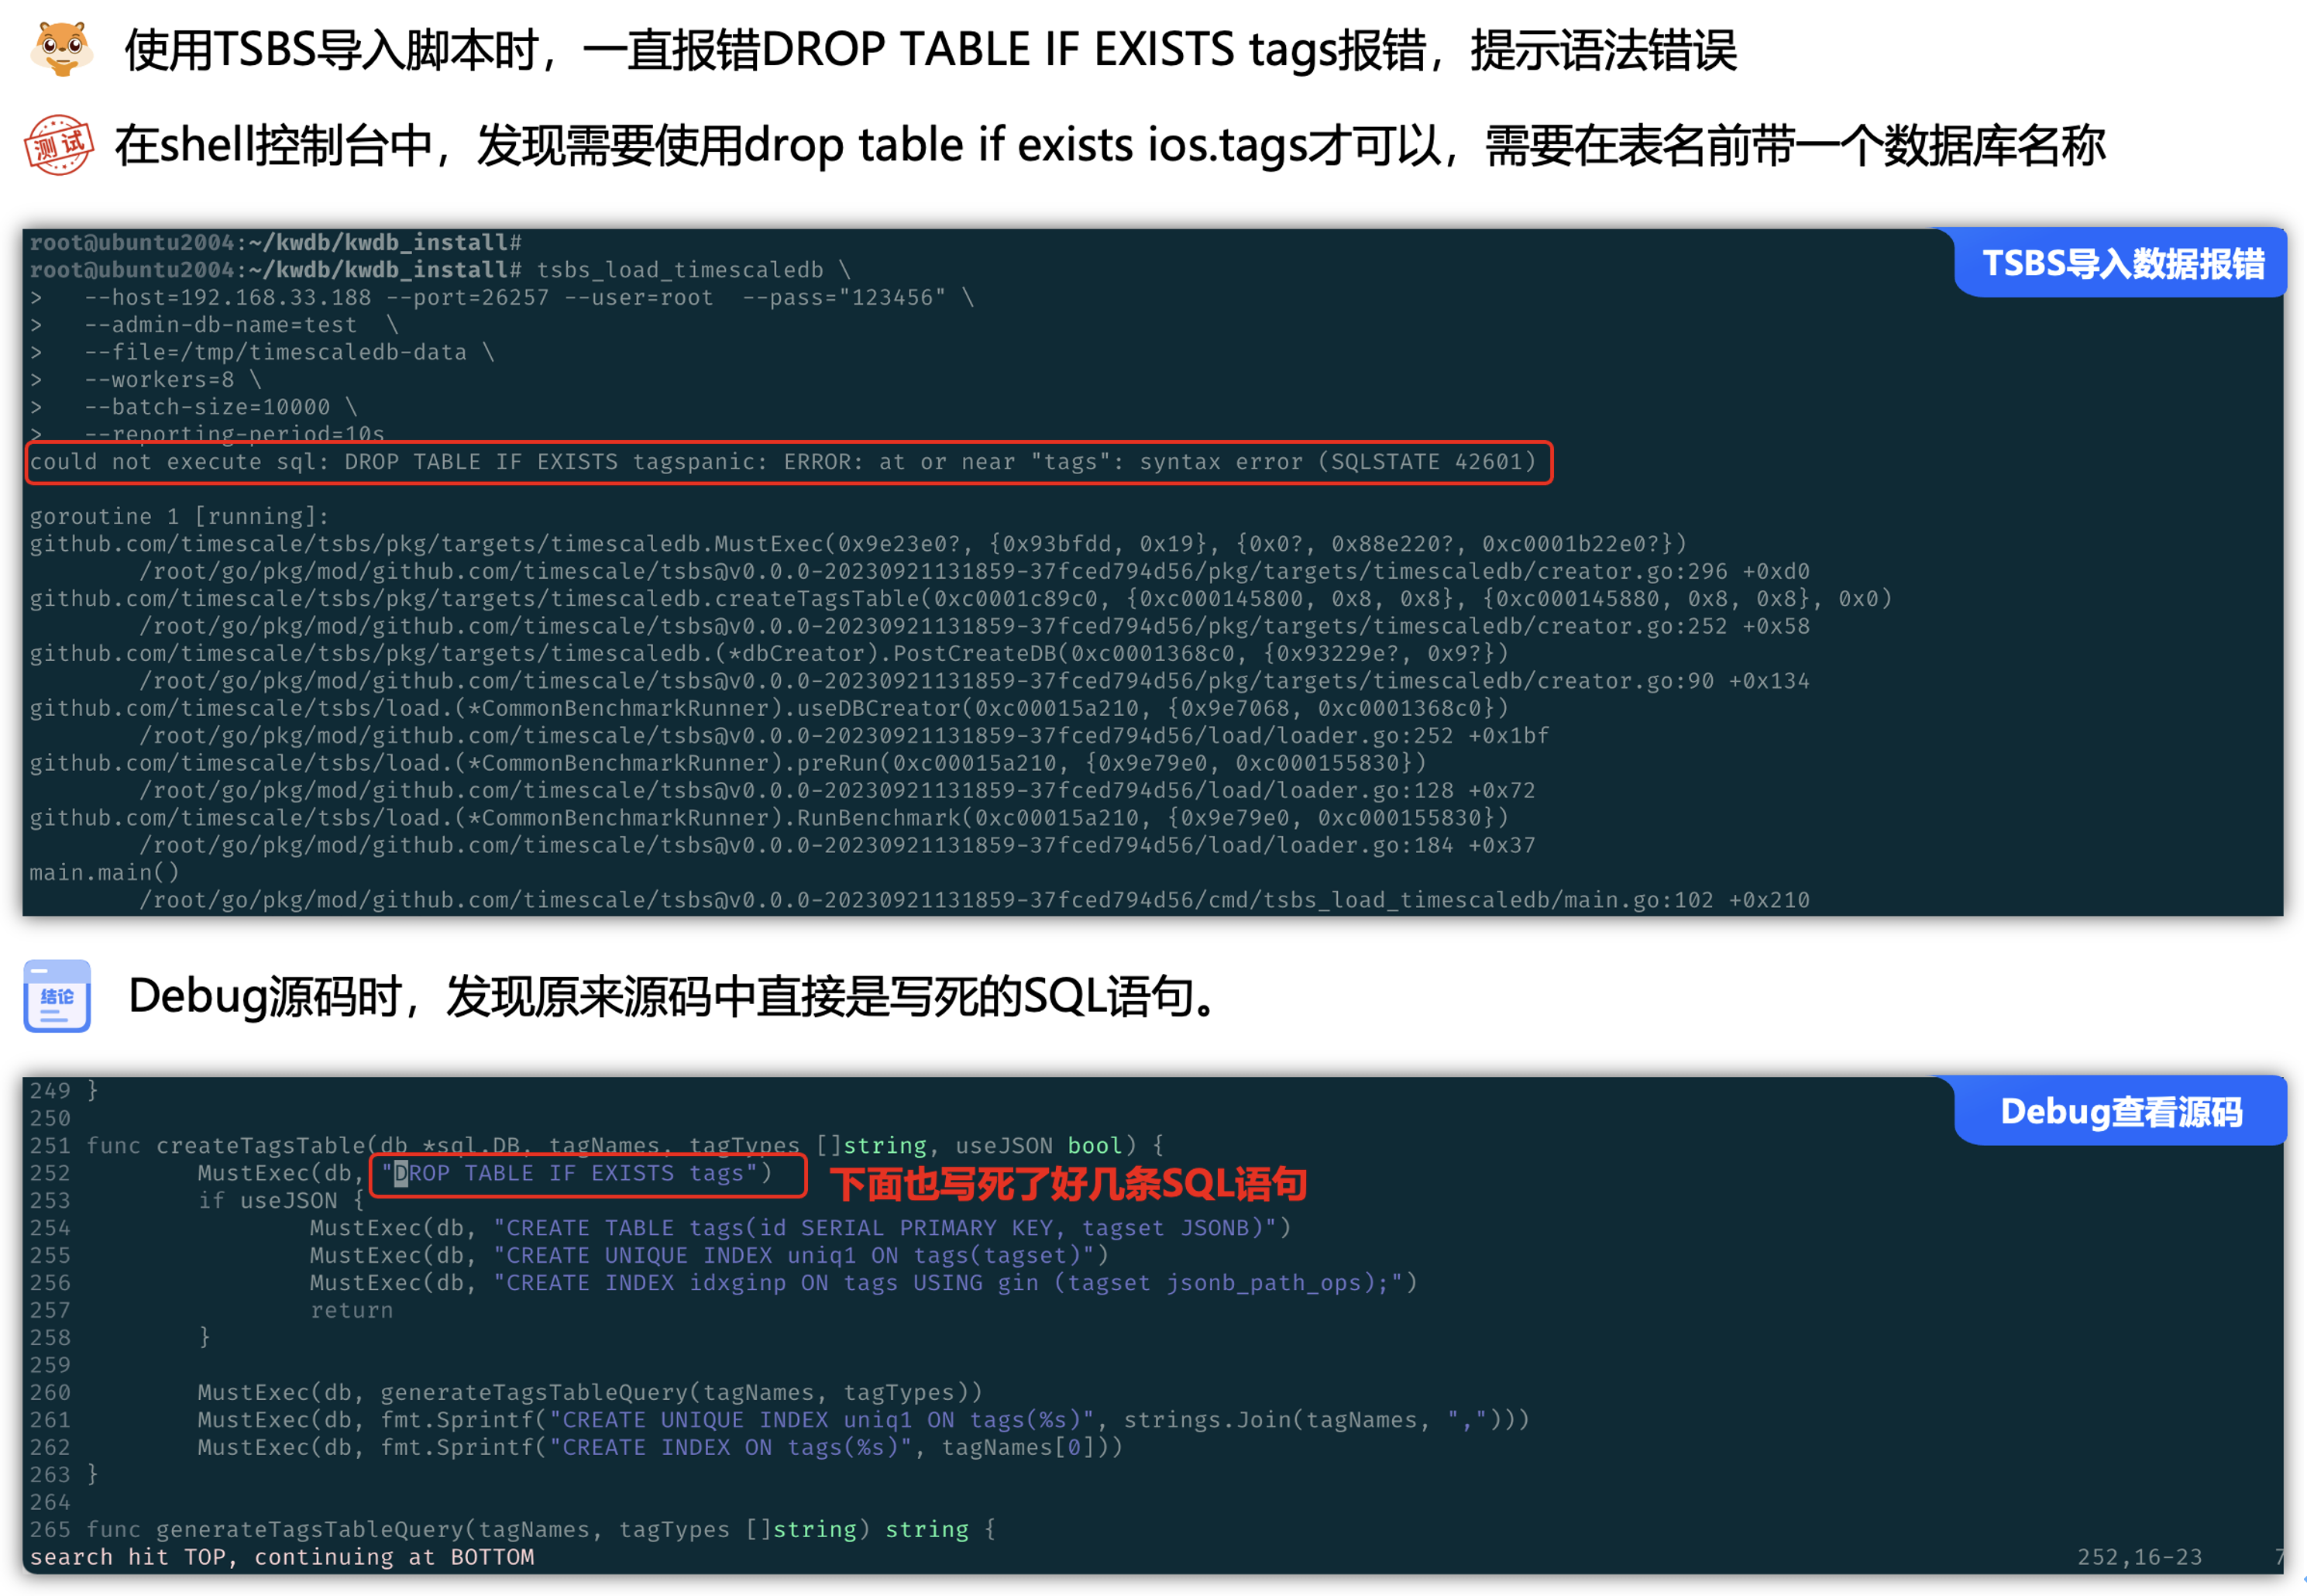 使用TSBS导入脚本时，一直报错DROP TABLE IF EXISTS tags报错，提示语法错误
测试 在shell控制台中，发现需要使用drop table if exists ios.tags才可以，需要在表名前带一个数据库名称
TSBS导入数据报错
root@ubuntu2004:~/kwdb/kwdb_install#
root@ubuntu2004:~/kwdb/kwdb_install# tsbs_load_timescaledb \
>   --host=192.168.33.188 --port=26257 --user=root  --pass="123456" \
>   --admin-db-name=test  \
>   --file=/tmp/timescaledb-data \
>   --workers=8 \
>   --batch-size=10000 \
>   --reporting-period=10s
could not execute sql: DROP TABLE IF EXISTS tagspanic: ERROR: at or near "tags": syntax error (SQLSTATE 42601)
goroutine 1 [running]:
github.com/timescale/tsbs/pkg/targets/timescaledb.MustExec(0x9e23e0?, {0x93bfdd, 0x19}, {0x0?, 0x88e220?, 0xc0001b22e0?})
        /root/go/pkg/mod/github.com/timescale/tsbs@v0.0.0-20230921131859-37fced794d56/pkg/targets/timescaledb/creator.go:296 +0xd0
github.com/timescale/tsbs/pkg/targets/timescaledb.createTagsTable(0xc0001c89c0, {0xc000145800, 0x8, 0x8}, {0xc000145880, 0x8, 0x8}, 0x0)
        /root/go/pkg/mod/github.com/timescale/tsbs@v0.0.0-20230921131859-37fced794d56/pkg/targets/timescaledb/creator.go:252 +0x58
github.com/timescale/tsbs/pkg/targets/timescaledb.(*dbCreator).PostCreateDB(0xc0001368c0, {0x93229e?, 0x9?})
        /root/go/pkg/mod/github.com/timescale/tsbs@v0.0.0-20230921131859-37fced794d56/pkg/targets/timescaledb/creator.go:90 +0x134
github.com/timescale/tsbs/load.(*CommonBenchmarkRunner).useDBCreator(0xc00015a210, {0x9e7068, 0xc0001368c0})
        /root/go/pkg/mod/github.com/timescale/tsbs@v0.0.0-20230921131859-37fced794d56/load/loader.go:252 +0x1bf
github.com/timescale/tsbs/load.(*CommonBenchmarkRunner).preRun(0xc00015a210, {0x9e79e0, 0xc000155830})
        /root/go/pkg/mod/github.com/timescale/tsbs@v0.0.0-20230921131859-37fced794d56/load/loader.go:128 +0x72
github.com/timescale/tsbs/load.(*CommonBenchmarkRunner).RunBenchmark(0xc00015a210, {0x9e79e0, 0xc000155830})
        /root/go/pkg/mod/github.com/timescale/tsbs@v0.0.0-20230921131859-37fced794d56/load/loader.go:184 +0x37
main.main()
        /root/go/pkg/mod/github.com/timescale/tsbs@v0.0.0-20230921131859-37fced794d56/cmd/tsbs_load_timescaledb/main.go:102 +0x210
结论 Debug源码时，发现原来源码中直接是写死的SQL语句。
Debug查看源码
249 }
250
251 func createTagsTable(db *sql.DB, tagNames, tagTypes []string, useJSON bool) {
252         MustExec(db, "DROP TABLE IF EXISTS tags") 下面也写死了好几条SQL语句
253         if useJSON {
254                 MustExec(db, "CREATE TABLE tags(id SERIAL PRIMARY KEY, tagset JSONB)")
255                 MustExec(db, "CREATE UNIQUE INDEX uniq1 ON tags(tagset)")
256                 MustExec(db, "CREATE INDEX idxginp ON tags USING gin (tagset jsonb_path_ops);")
257                 return
258         }
259
260         MustExec(db, generateTagsTableQuery(tagNames, tagTypes))
261         MustExec(db, fmt.Sprintf("CREATE UNIQUE INDEX uniq1 ON tags(%s)", strings.Join(tagNames, ",")))
262         MustExec(db, fmt.Sprintf("CREATE INDEX ON tags(%s)", tagNames[0]))
263 }
264
265 func generateTagsTableQuery(tagNames, tagTypes []string) string {
search hit TOP, continuing at BOTTOM 252,16-23 7